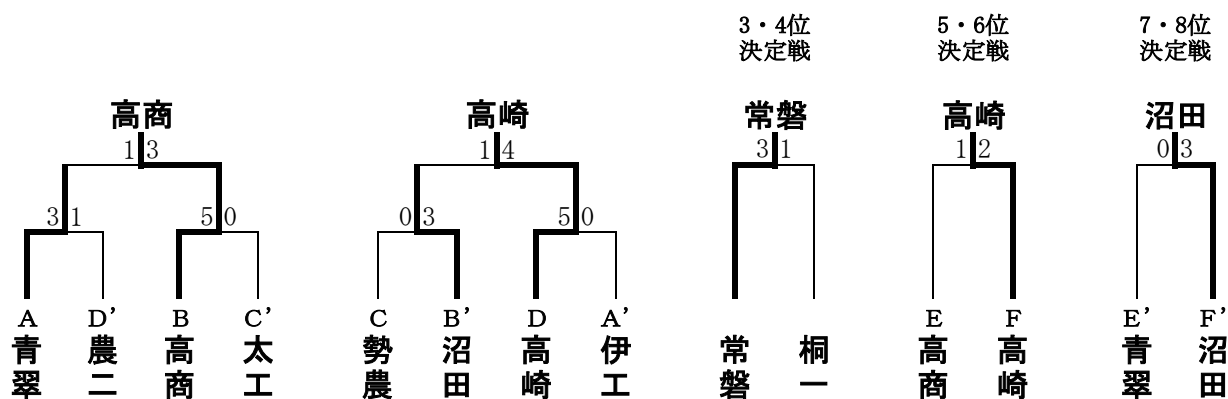 3・4位 5・6位 7・8位
決定戦 決定戦 決定戦
高商 高崎 常磐 高崎 沼田
1 3 1 4 3 1 1 2 0 3
3 1 5 0 0 3 5 0
A D' B C' C B' D A' E F E' F'
青翠 農二 高商 太工 勢農 沼田 高崎 伊工 常磐 桐一 高商 高崎 青翠 沼田